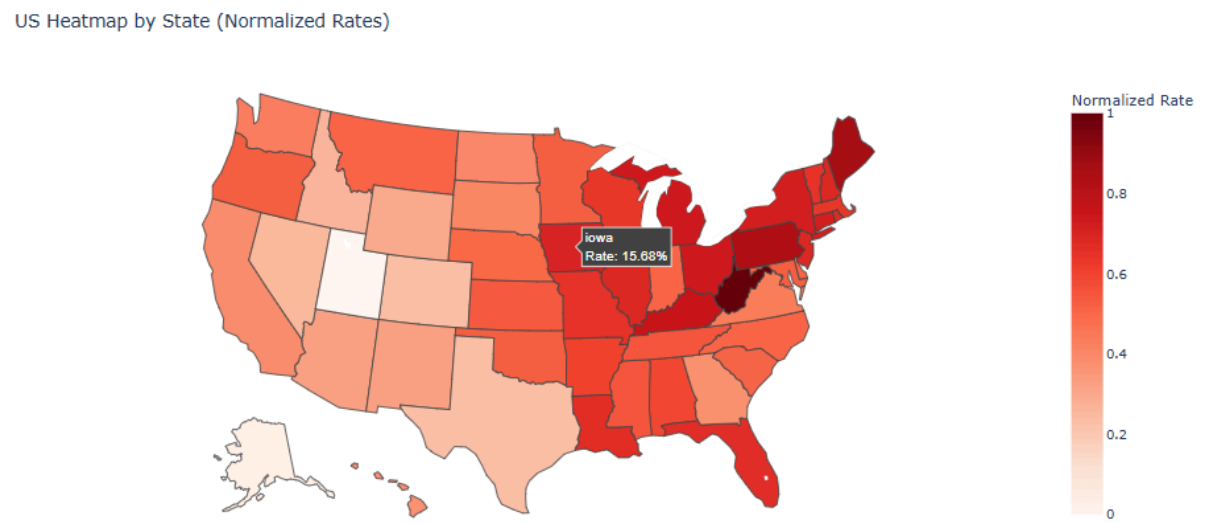 US Heatmap by State (Normalized Rates)
Normalized Rate
1
0.8
0.6
0.4
0.2
0
iowa
Rate: 15.68%